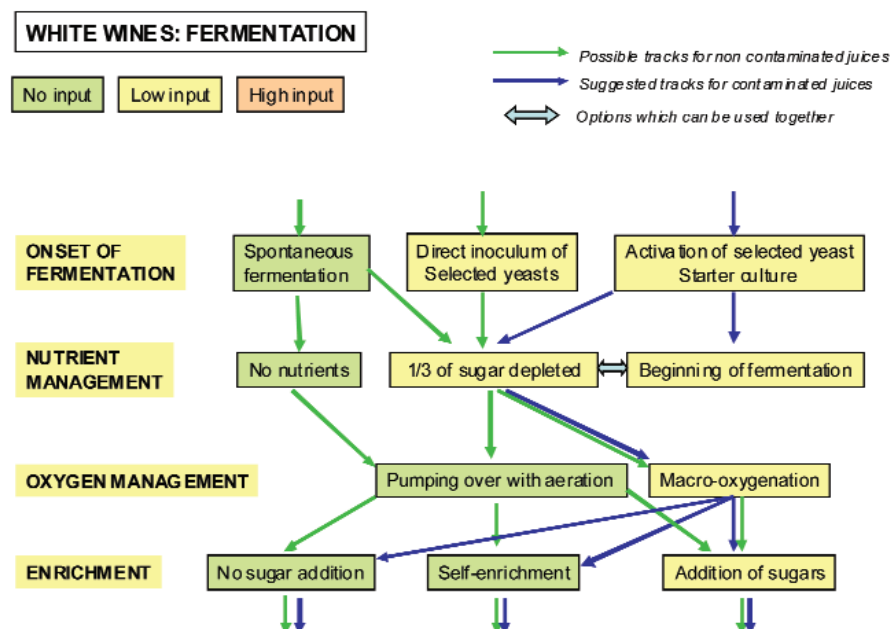 WHITE WINES: FERMENTATION
Possible tracks for non contaminated juices
No input
Low input
High input
Suggested tracks for contaminated juices
Options which can be used together
ONSET OF
FERMENTATION
Spontaneous
fermentation
Direct inoculum of
Selected yeasts
Activation of selected yeast
Starter culture
NUTRIENT
MANAGEMENT
No nutrients
1/3 of sugar depleted
Beginning of fermentation
OXYGEN MANAGEMENT
Pumping over with aeration
Macro-oxygenation
ENRICHMENT
No sugar addition
Self-enrichment
Addition of sugars